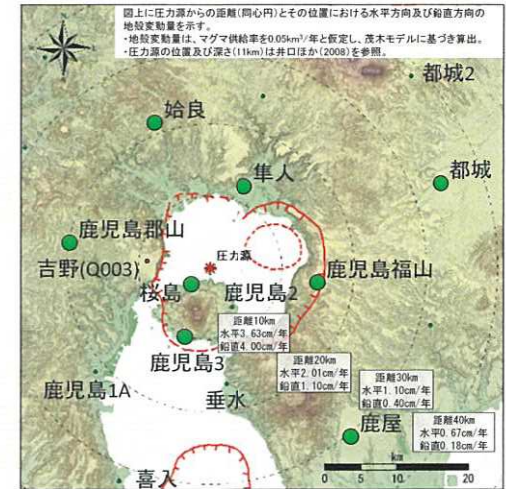 図上に圧力源からの距離(同心円)とその位置における水平方向及び鉛直方向の
地殻変動量を示す。
・地殻変動量は、マグマ供給率を0.05km³/年と仮定し、茂木モデルに基づき算出。
・圧力源の位置及び深さ(11km)は井口ほか(2008)を参照。
都城2
姶良
隼人
都城
鹿児島郡山
吉野(Q003)
圧力源
桜島
鹿児島2
鹿児島福山
距離10km
水平3.63cm/年
鉛直4.00cm/年
鹿児島3
距離20km
水平2.01cm/年
鉛直1.10cm/年
鹿児島1A
垂水
距離30km
水平1.10cm/年
鉛直0.40cm/年
鹿屋
距離40km
水平0.67cm/年
鉛直0.18cm/年
喜入
km
0 5 10 20